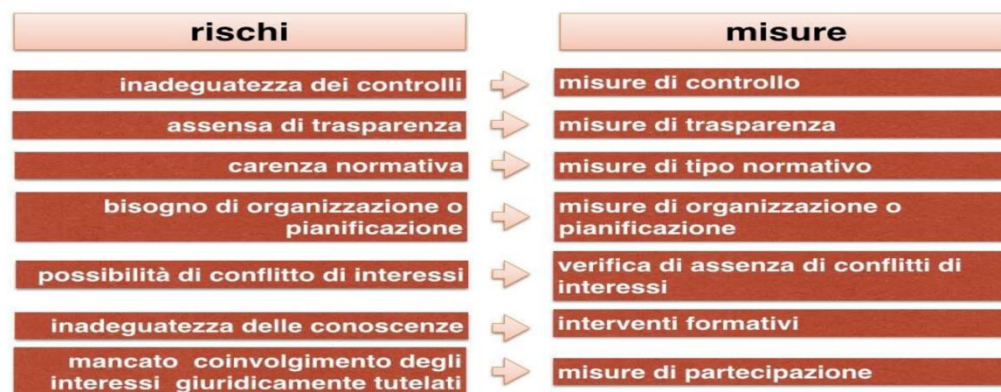 rischi
misure
inadeguatezza dei controlli
misure di controllo
assensa di trasparenza
misure di trasparenza
carenza normativa
misure di tipo normativo
bisogno di organizzazione o
pianificazione
misure di organizzazione o
pianificazione
possibilità di conflitto di interessi
verifica di assenza di conflitti di
interessi
inadeguatezza delle conoscenze
interventi formativi
mancato coinvolgimento degli
interessi giuridicamente tutelati
misure di partecipazione